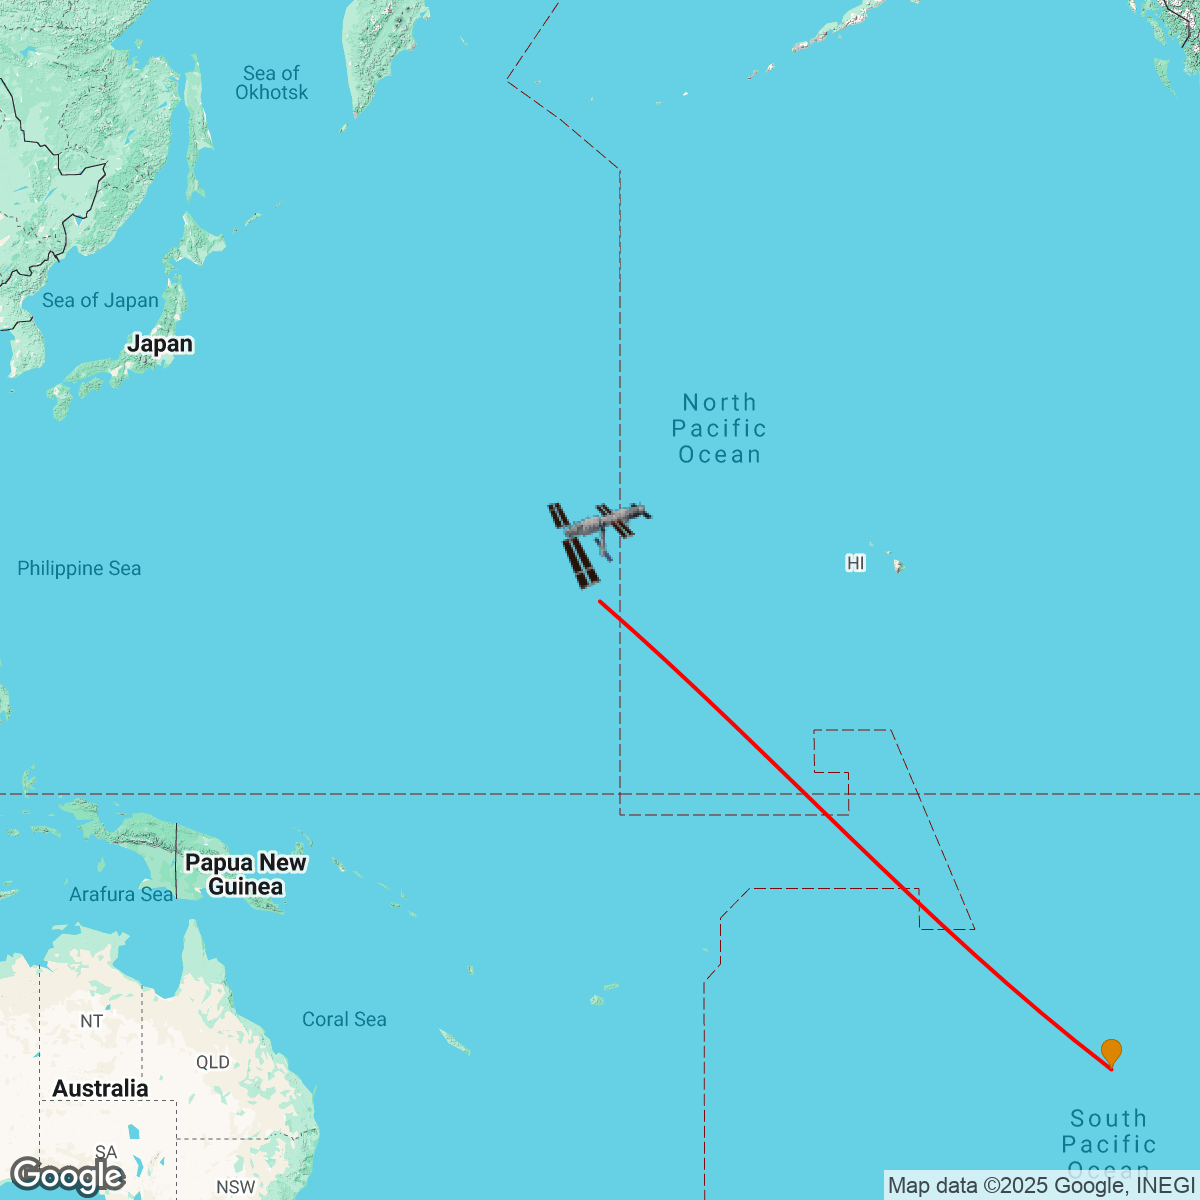 Sea of
Okhotsk
Sea of Japan
Japan
North
Pacific
Ocean
HI
Philippine Sea
Papua New
Guinea
Arafura Sea
NT
Coral Sea
QLD
Australia
South
Pacific
Ocean
SA
NSW
Google
Map data ©2025 Google, INEGI